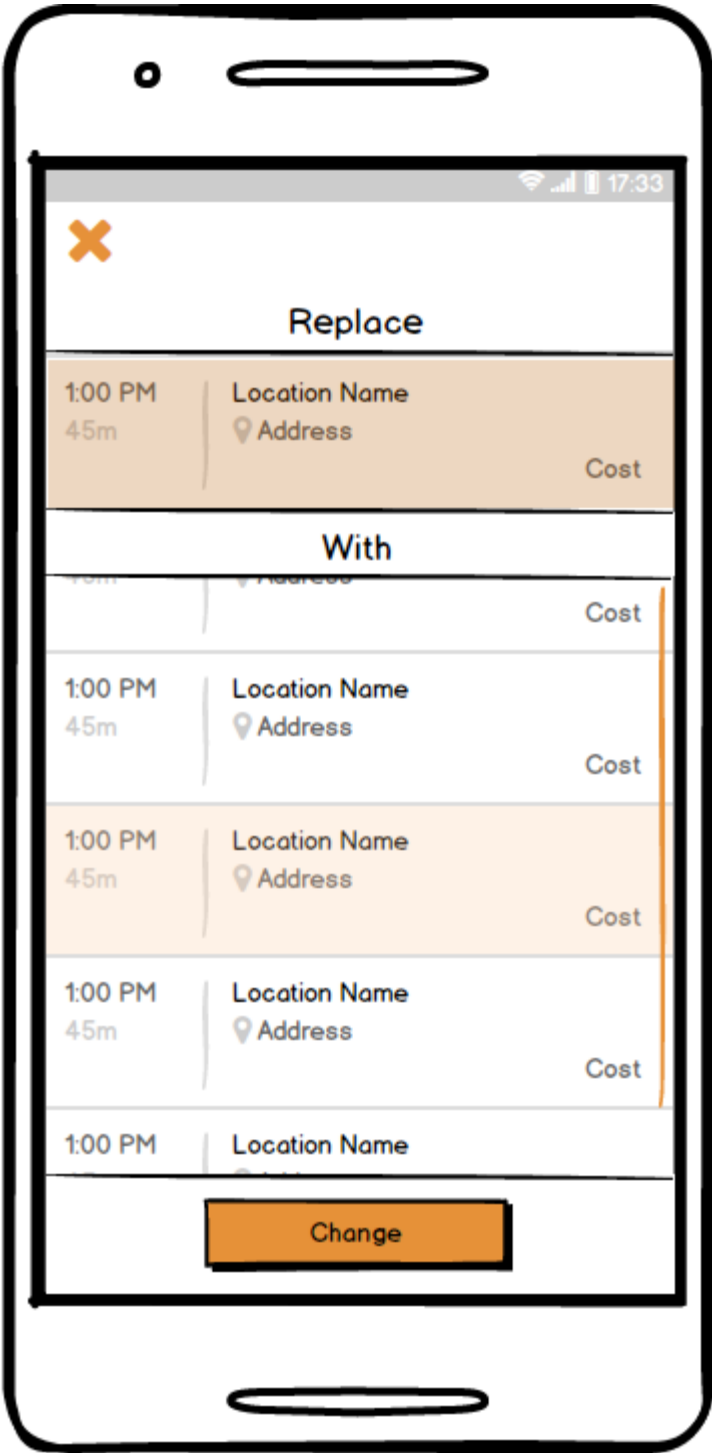 17:33
Replace
1:00 PM Location Name
45m Address
Cost
With
45m Address
Cost
1:00 PM Location Name
45m Address
Cost
1:00 PM Location Name
45m Address
Cost
1:00 PM Location Name
45m Address
Cost
1:00 PM Location Name
Change